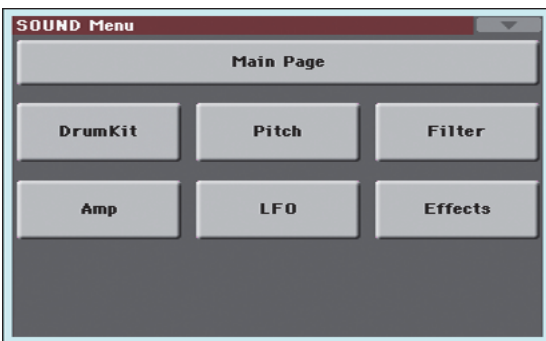 SOUND Menu
Main Page
DrumKit Pitch Filter
Amp LFO Effects